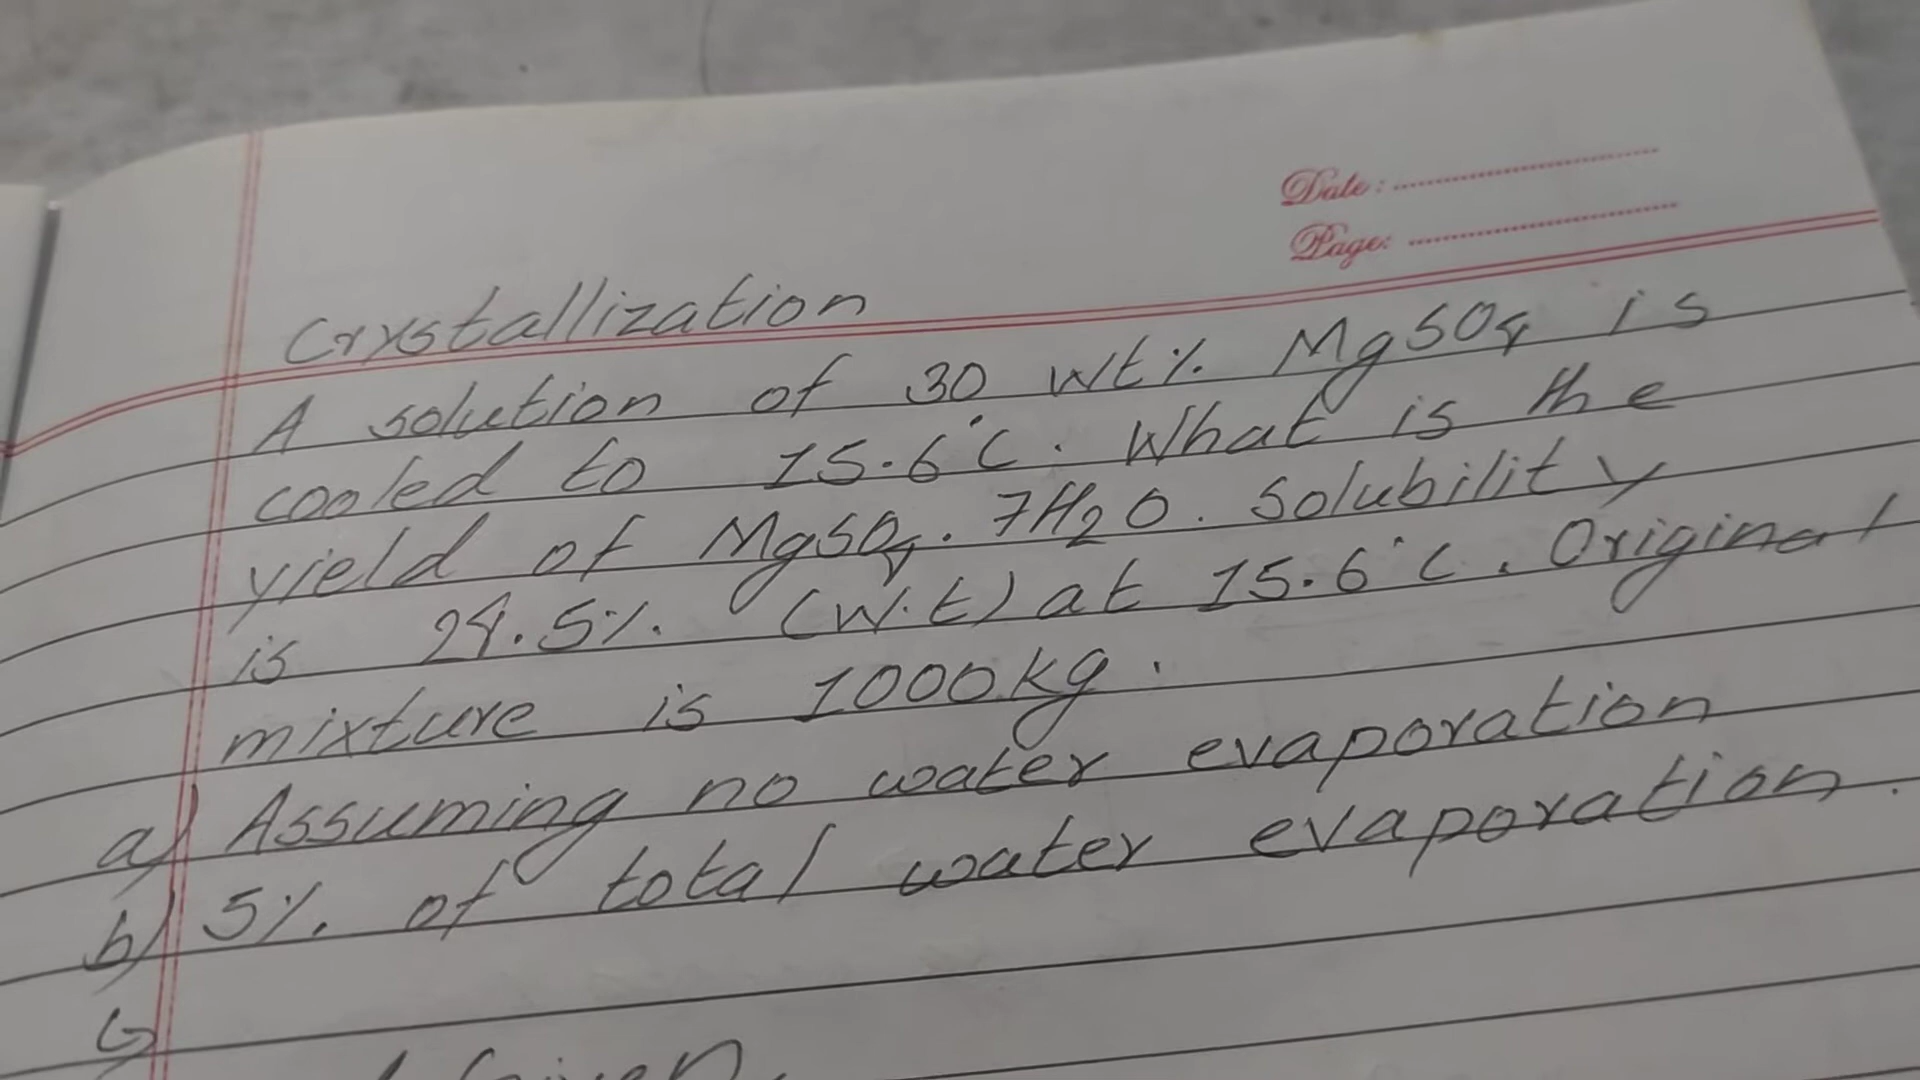 Date:
Page:
Crystallization
A solution of 30 wt% MgSO4 is
cooled to 15.6°C. What is the
yield of MgSO4. 7H2O. Solubility
is 24.5%. (W.t) at 15.6°C. Original
mixture is 1000kg.
a) Assuming no water evaporation
b) 5%. of total water evaporation.